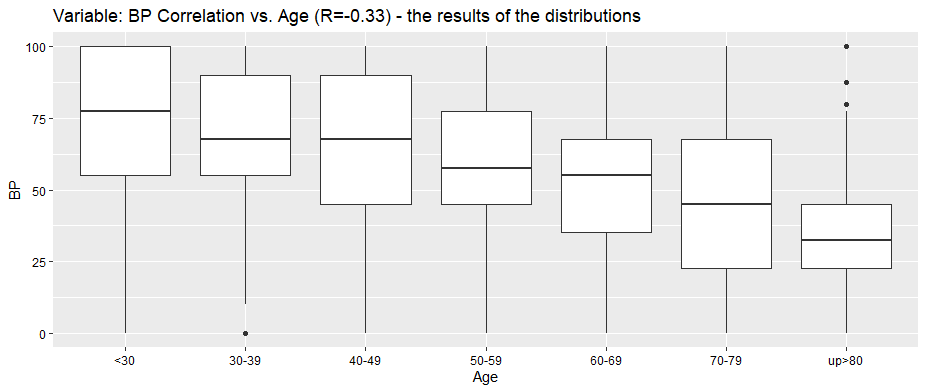 Variable: BP Correlation vs. Age (R=-0.33) - the results of the distributions
100
75
50
25
0
BP
<30 30-39 40-49 50-59 60-69 70-79 up>80
Age